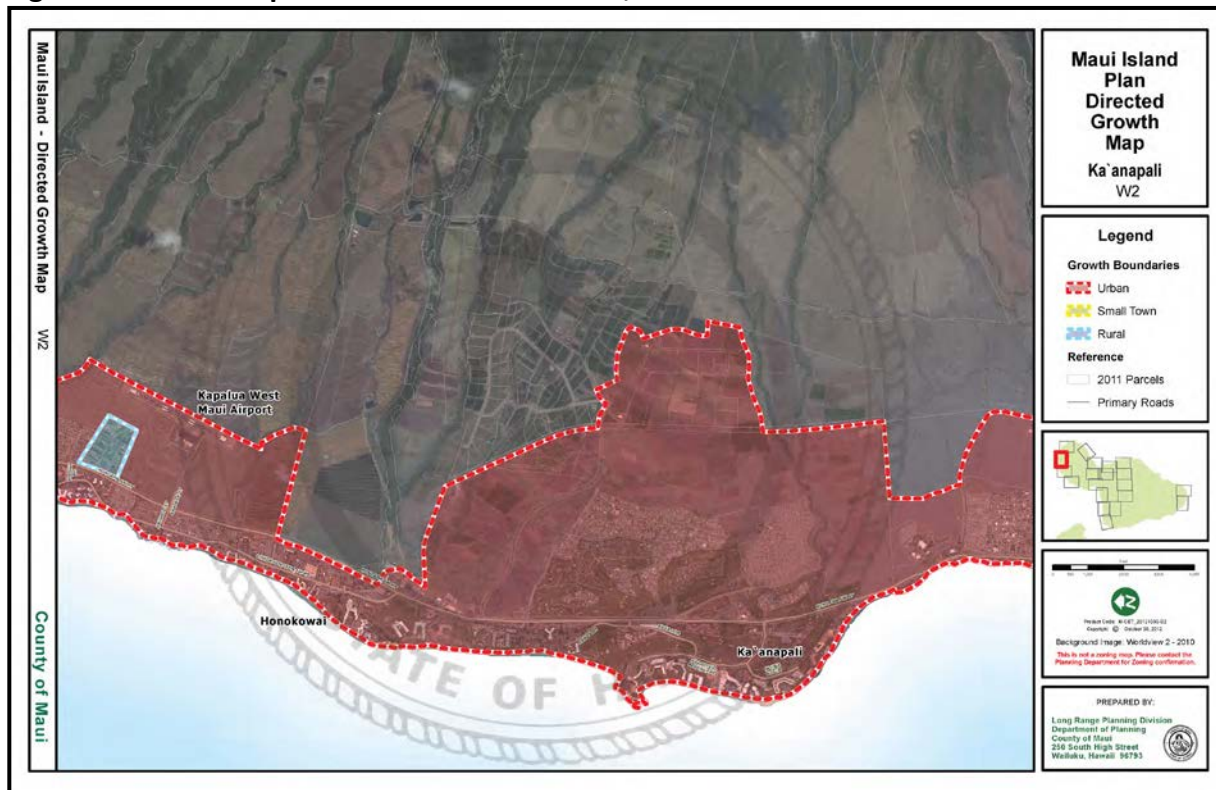 Maui Island - Directed Growth Map W2
County of Maui
Kapalua West
Maui Airport
Honokowai
Ka`anapali
STATE OF H
OF
Maui Island
Plan
Directed
Growth
Map
Ka`anapali
W2
Legend
Growth Boundaries
Urban
Small Town
Rural
Reference
2011 Parcels
Primary Roads
N
Background Image: Worldview 2 - 2010
This is not a zoning map. Please contact the
Planning Department for Zoning confirmation.
PREPARED BY:
Long Range Planning Division
Department of Planning
County of Maui
250 South High Street
Wailuku, Hawaii 96793